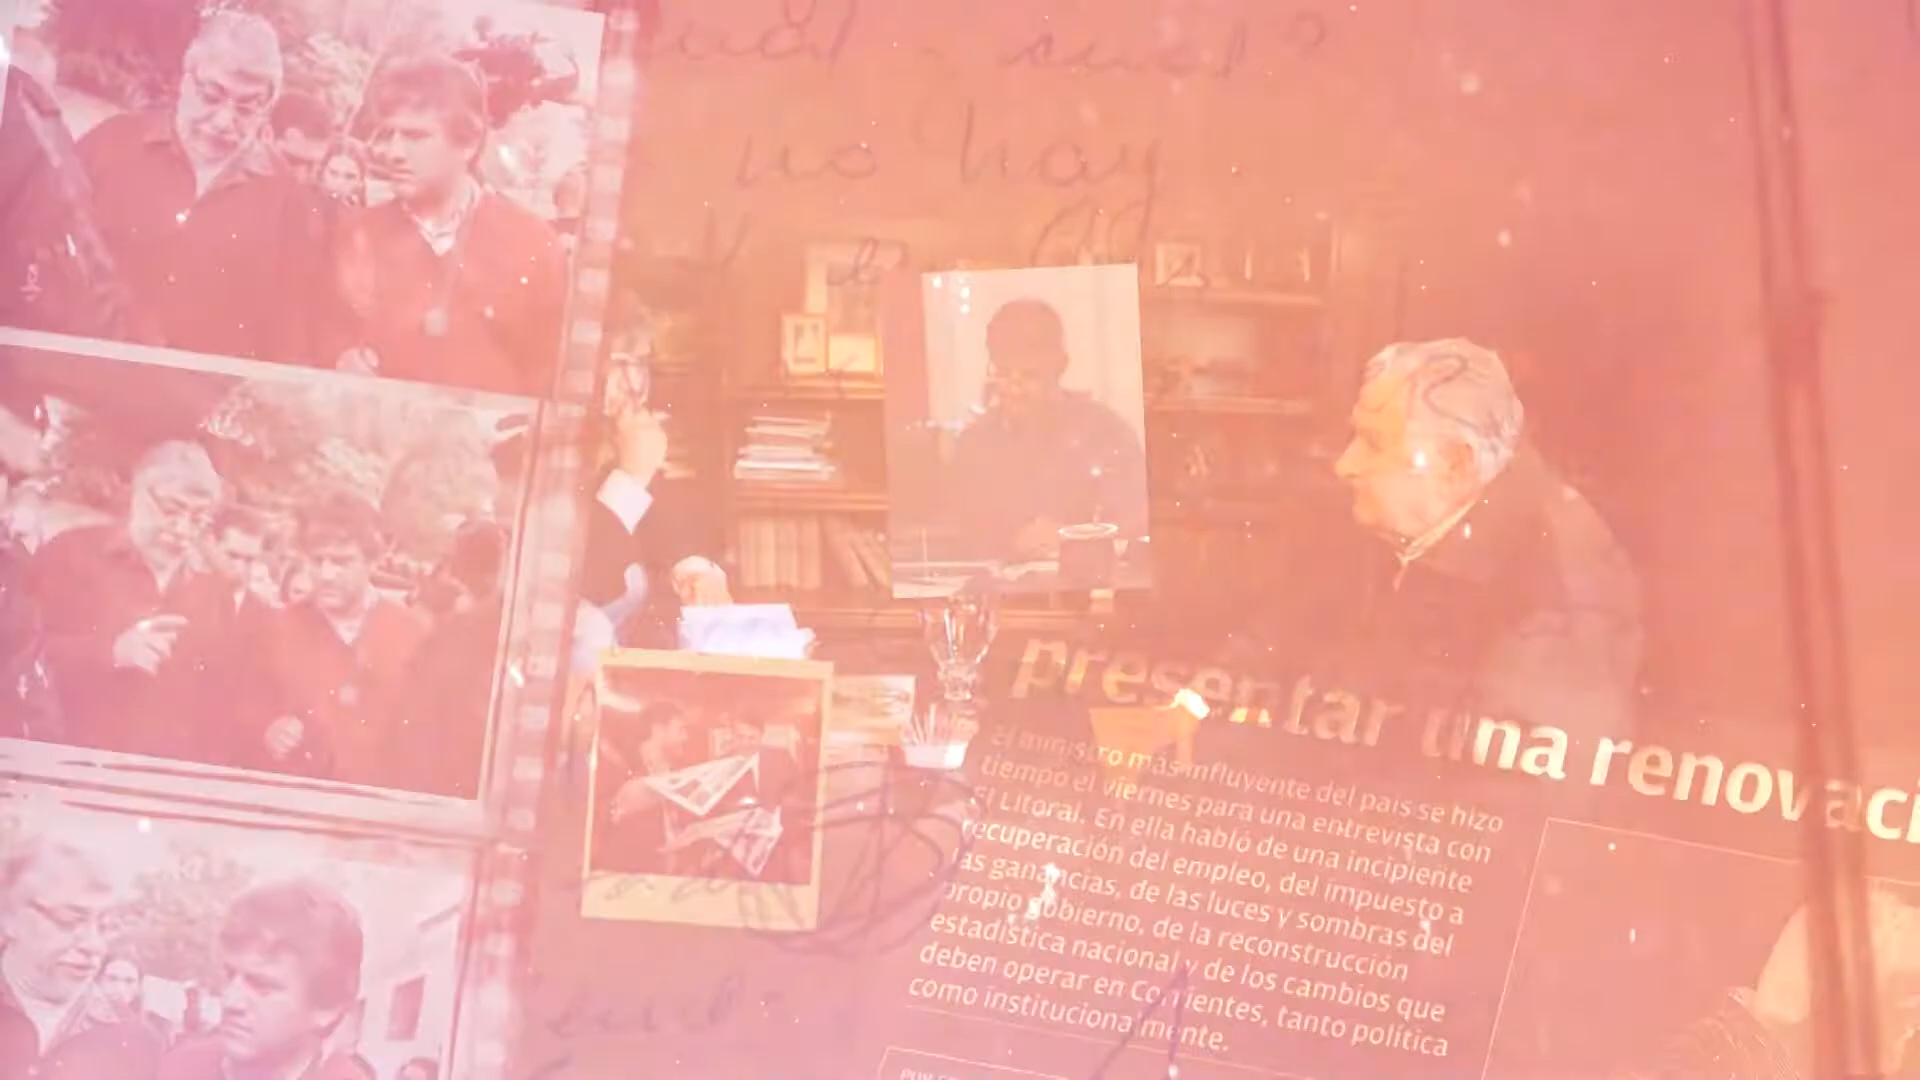 no hay
presentar una renovaci
El ministro más influyente del país se hizo
tiempo el viernes para una entrevista con
El Litoral. En ella habló de una incipiente
recuperación del empleo, del impuesto a
las ganancias, de las luces y sombras del
propio gobierno, de la reconstrucción
estadística nacional y de los cambios que
deben operar en Corrientes, tanto política
como institucionalmente.